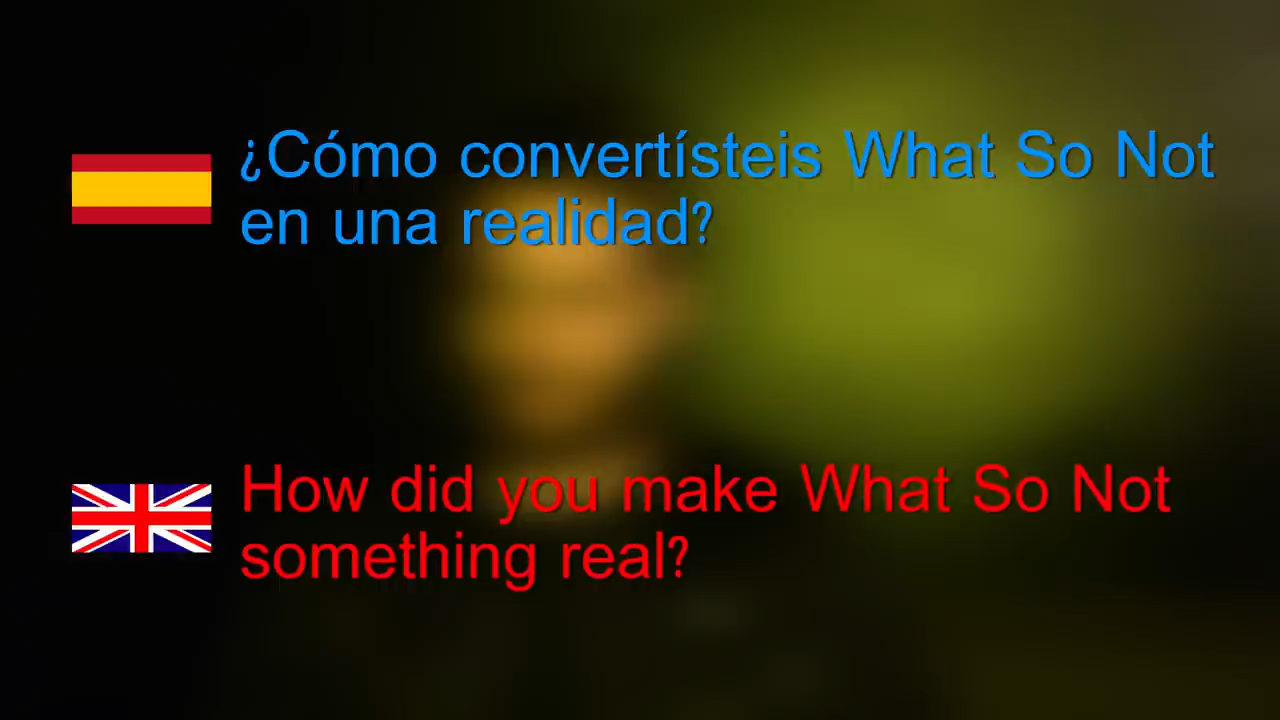 ¿Cómo convertísteis What So Not
en una realidad?
How did you make What So Not
something real?